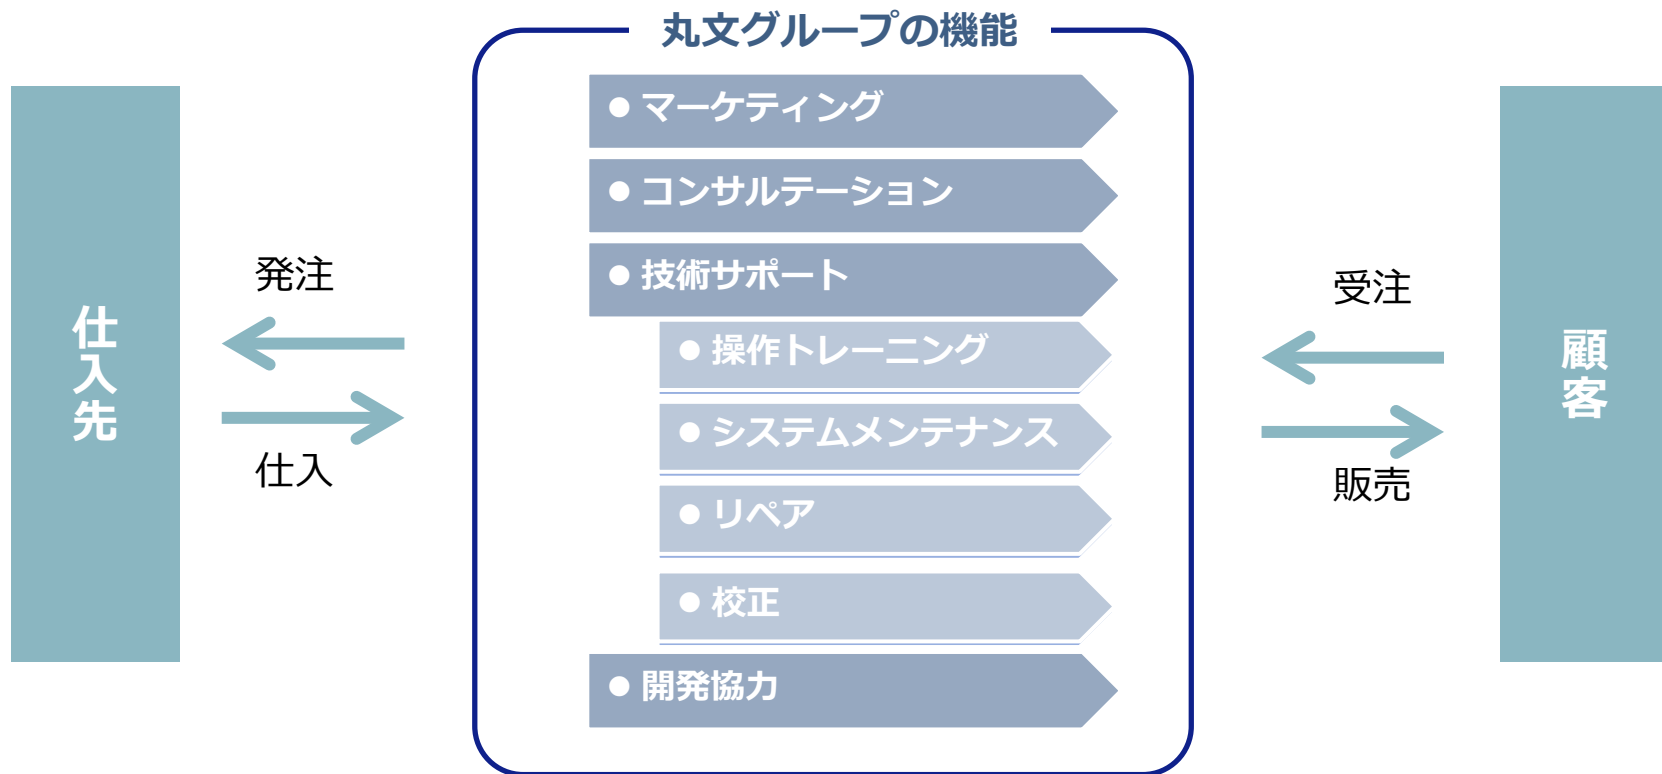 丸文グループの機能
仕入先
発注
仕入
● マーケティング
● コンサルテーション
● 技術サポート
● 操作トレーニング
● システムメンテナンス
● リペア
● 校正
● 開発協力
受注
販売
顧客